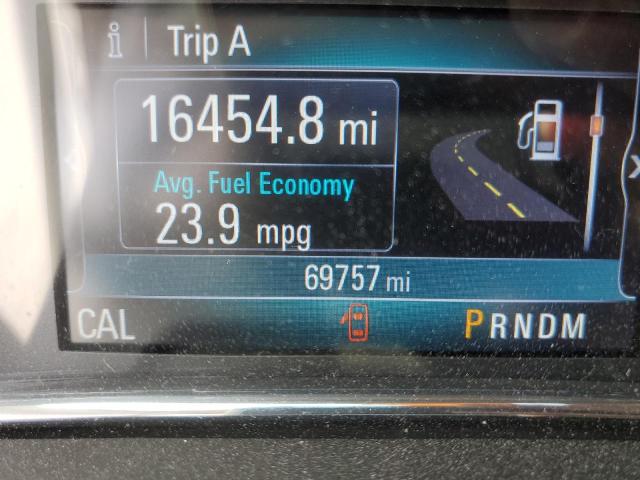 i Trip A
16454.8 mi
Avg. Fuel Economy
23.9 mpg
69757 mi
CAL PRNDM